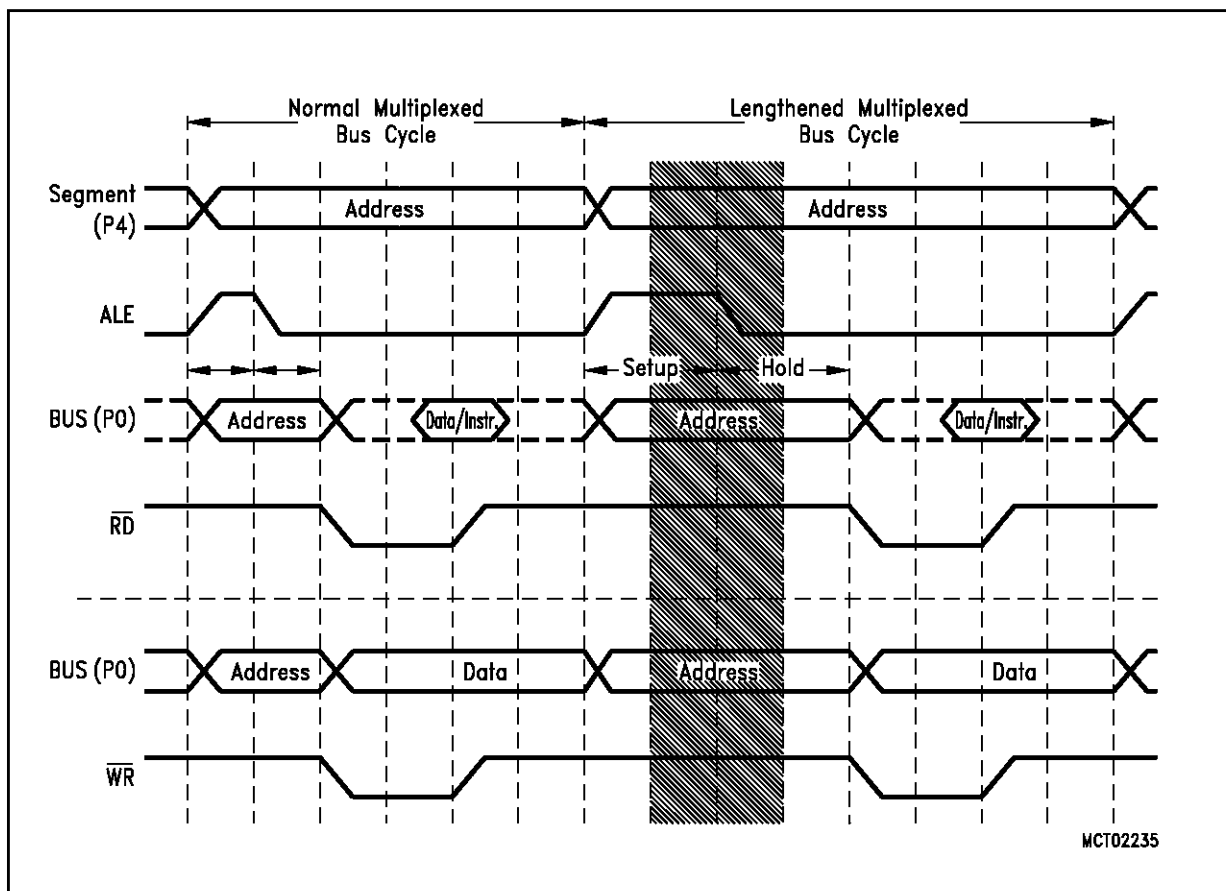 Normal Multiplexed
Bus Cycle
Lengthened Multiplexed
Bus Cycle
Segment
(P4)
Address
Address
ALE
Setup
Hold
BUS (P0)
Address
Data/Instr.
Address
Data/Instr.
RD
BUS (P0)
Address
Data
Address
Data
WR
MCT02235